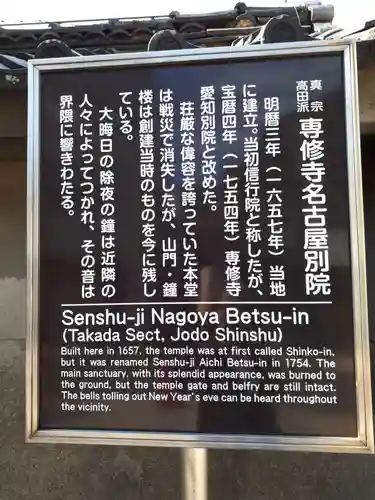 真宗
高田派
専修寺名古屋別院
明暦三年（一六五七年）当地
に建立。当初信行院と称したが、
宝暦四年（一七五四年）専修寺
愛知別院と改めた。
荘厳な偉容を誇っていた本堂
は戦災で消失したが、山門・鐘
楼は創建当時のものを今に残し
ている。
大晦日の除夜の鐘は近隣の
人々によってつかれ、その音は
界隈に響きわたる。
Senshu-ji Nagoya Betsu-in
(Takada Sect, Jodo Shinshu)
Built here in 1657, the temple was at first called Shinko-in,
but it was renamed Senshu-ji Aichi Betsu-in in 1754. The
main sanctuary, with its splendid appearance, was burned to
the ground, but the temple gate and belfry are still intact.
The bells tolling out New Year's eve can be heard throughout
the vicinity.